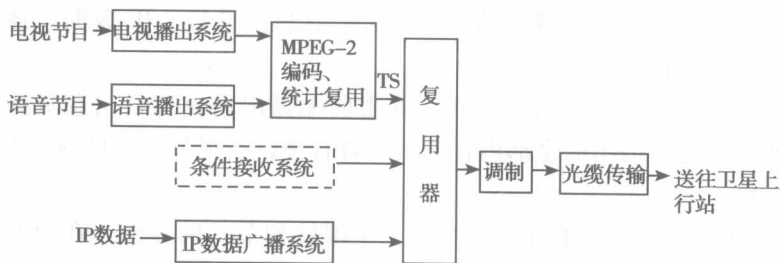 电视节目
电视播出系统
MPEG-2
编码、
统计复用
TS
语音节目
语音播出系统
复
用
器
条件接收系统
调制
光缆传输
送往卫星上
行站
IP数据
IP数据广播系统